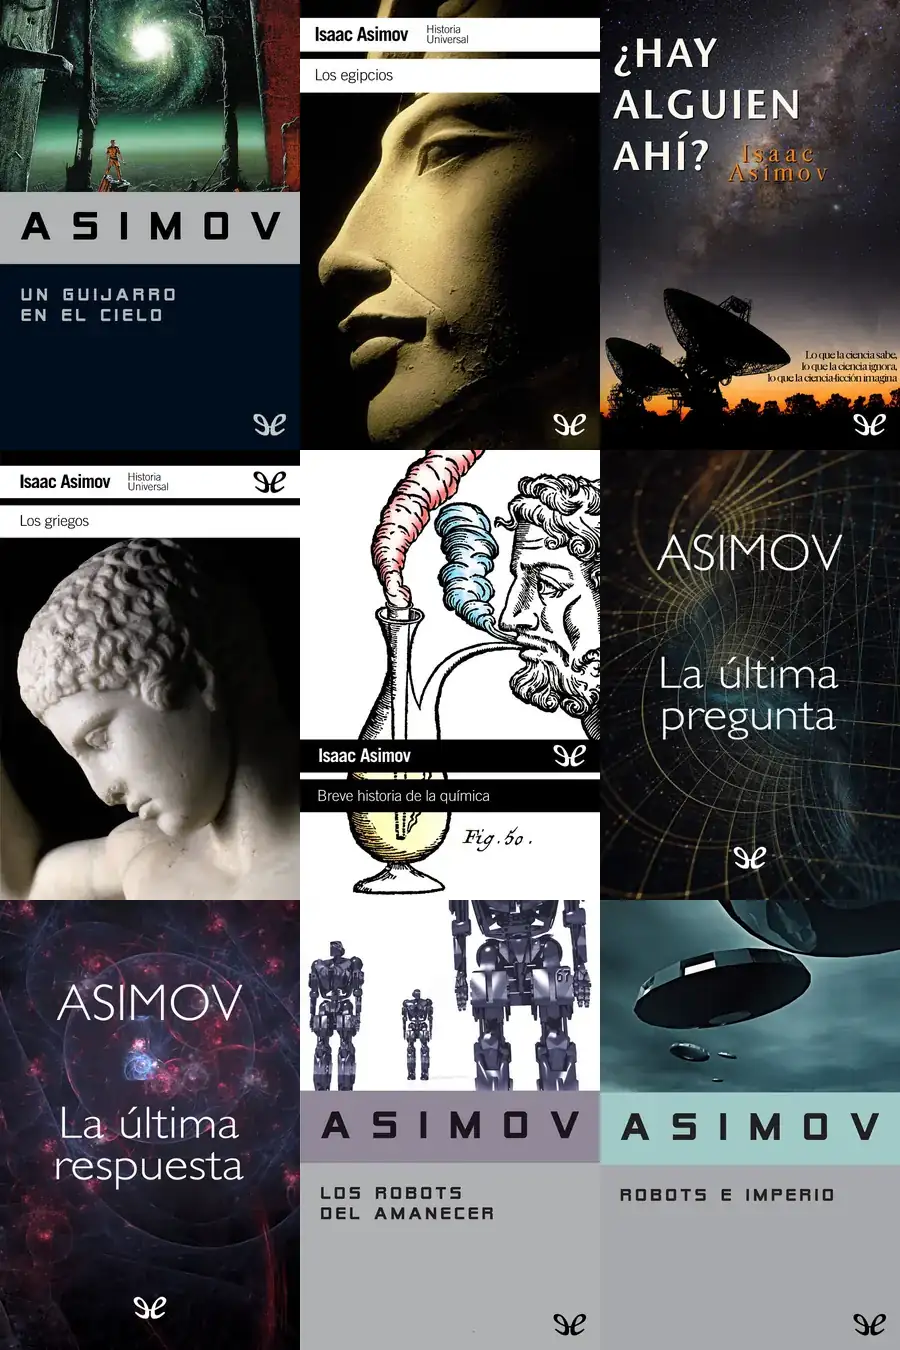 ASIMOV
UN GUIJARRO
EN EL CIELO
Isaac Asimov
Historia
Universal
Los egipcios
¿HAY
ALGUIEN
AHÍ?
Isaac
Asimov
Lo que la ciencia sabe,
lo que la ciencia ignora,
lo que la ciencia-ficción imagina
Isaac Asimov
Historia
Universal
Los griegos
Isaac Asimov
Breve historia de la química
Fig. 50.
ASIMOV
La última
pregunta
ASIMOV
La última
respuesta
67
ASIMOV
LOS ROBOTS
DEL AMANECER
ASIMOV
ROBOTS E IMPERIO